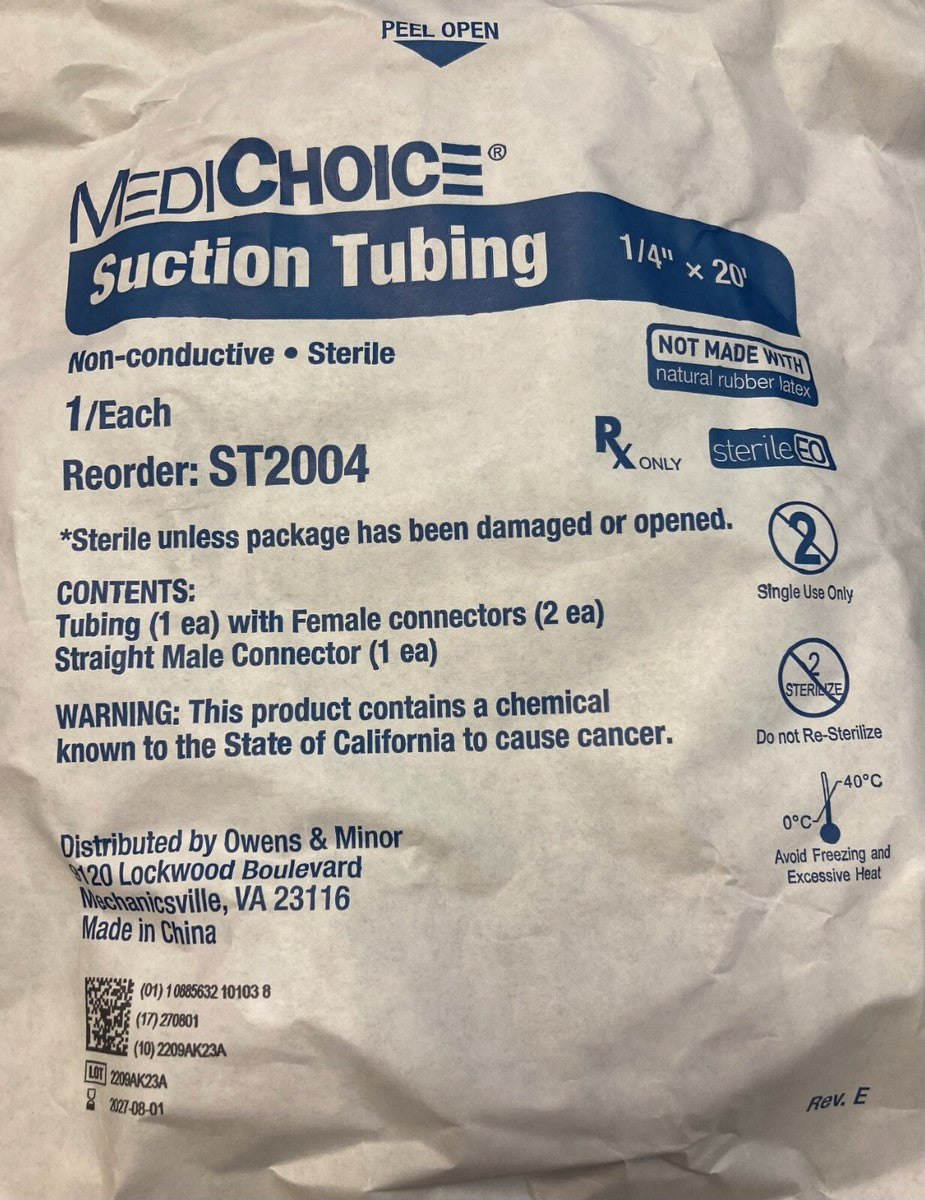 PEEL OPEN
MEDICHOICE®
Suction Tubing 1/4" x 20'
Non-conductive • Sterile
NOT MADE WITH
natural rubber latex
1/Each
Reorder: ST2004
Rx ONLY
sterile EO
*Sterile unless package has been damaged or opened.
2
Single Use Only
CONTENTS:
Tubing (1 ea) with Female connectors (2 ea)
Straight Male Connector (1 ea)
2
STERILIZE
Do not Re-Sterilize
WARNING: This product contains a chemical
known to the State of California to cause cancer.
40°C
0°C
Avoid Freezing and
Excessive Heat
Distributed by Owens & Minor
9120 Lockwood Boulevard
Mechanicsville, VA 23116
Made in China
(01) 1 0885632 10103 8
(17) 270801
(10) 2209AK23A
LOT 2209AK23A
2027-08-01
Rev. E